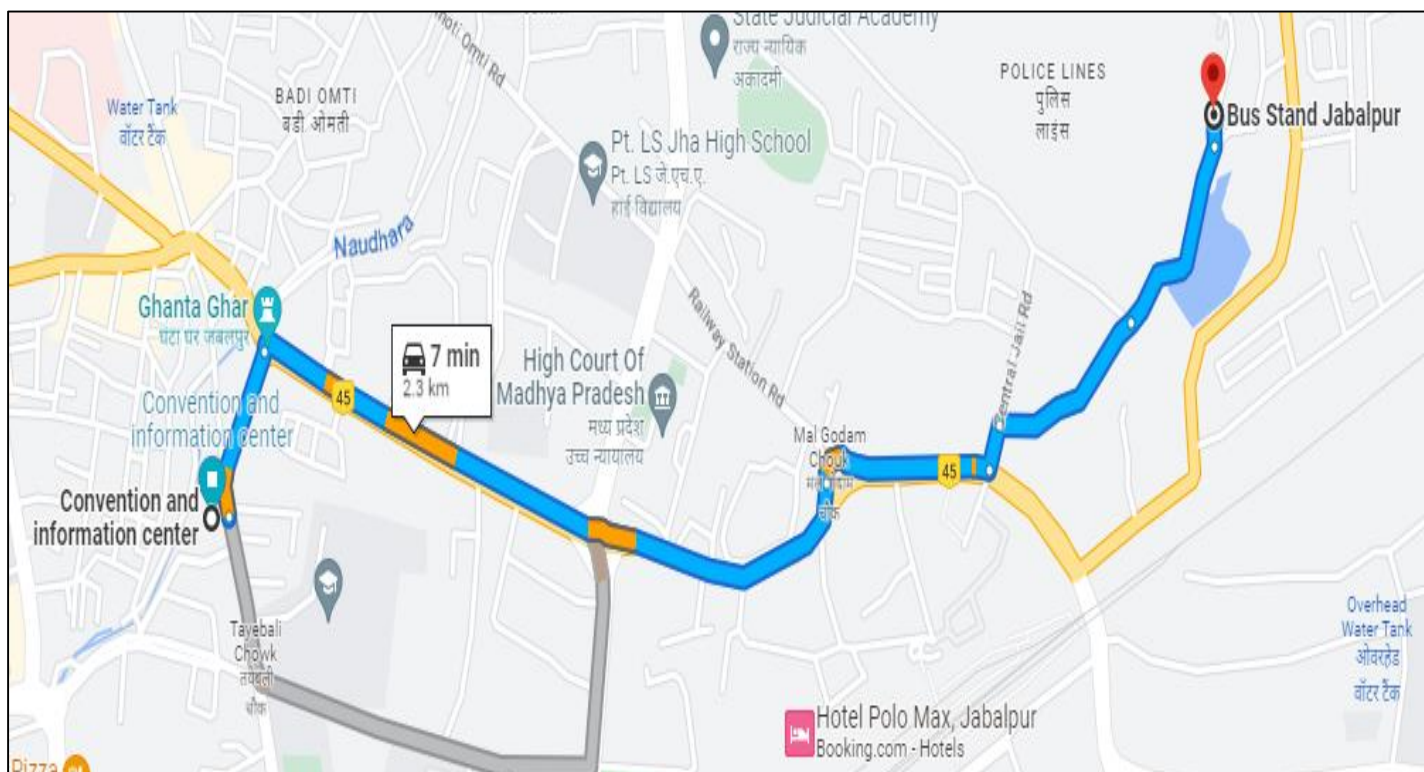 State Judicial Academy
राज्य न्यायिक
अकादमी
moti Omti Rd
POLICE LINES
पुलिस
लाइंस
Bus Stand Jabalpur
BADI OMTI
बड़ी ओमती
Water Tank
वॉटर टैंक
Pt. LS Jha High School
Pt. LS जे.एच.ए.
हाई विद्यालय
Naudhara
Ghanta Ghar
घंटा घर जबलपुर
7 min
2.3 km
45
High Court Of
Madhya Pradesh
मध्य प्रदेश
उच्च न्यायालय
Railway Station Rd
Central Jail Rd
Convention and
information center
Mal Godam
Chouk
चौक
45
Convention and
information center
Tayebali
Chowk
तयबली
चौक
Overhead
Water Tank
ओवरहेड
वॉटर टैंक
Hotel Polo Max, Jabalpur
Booking.com - Hotels
Pizza